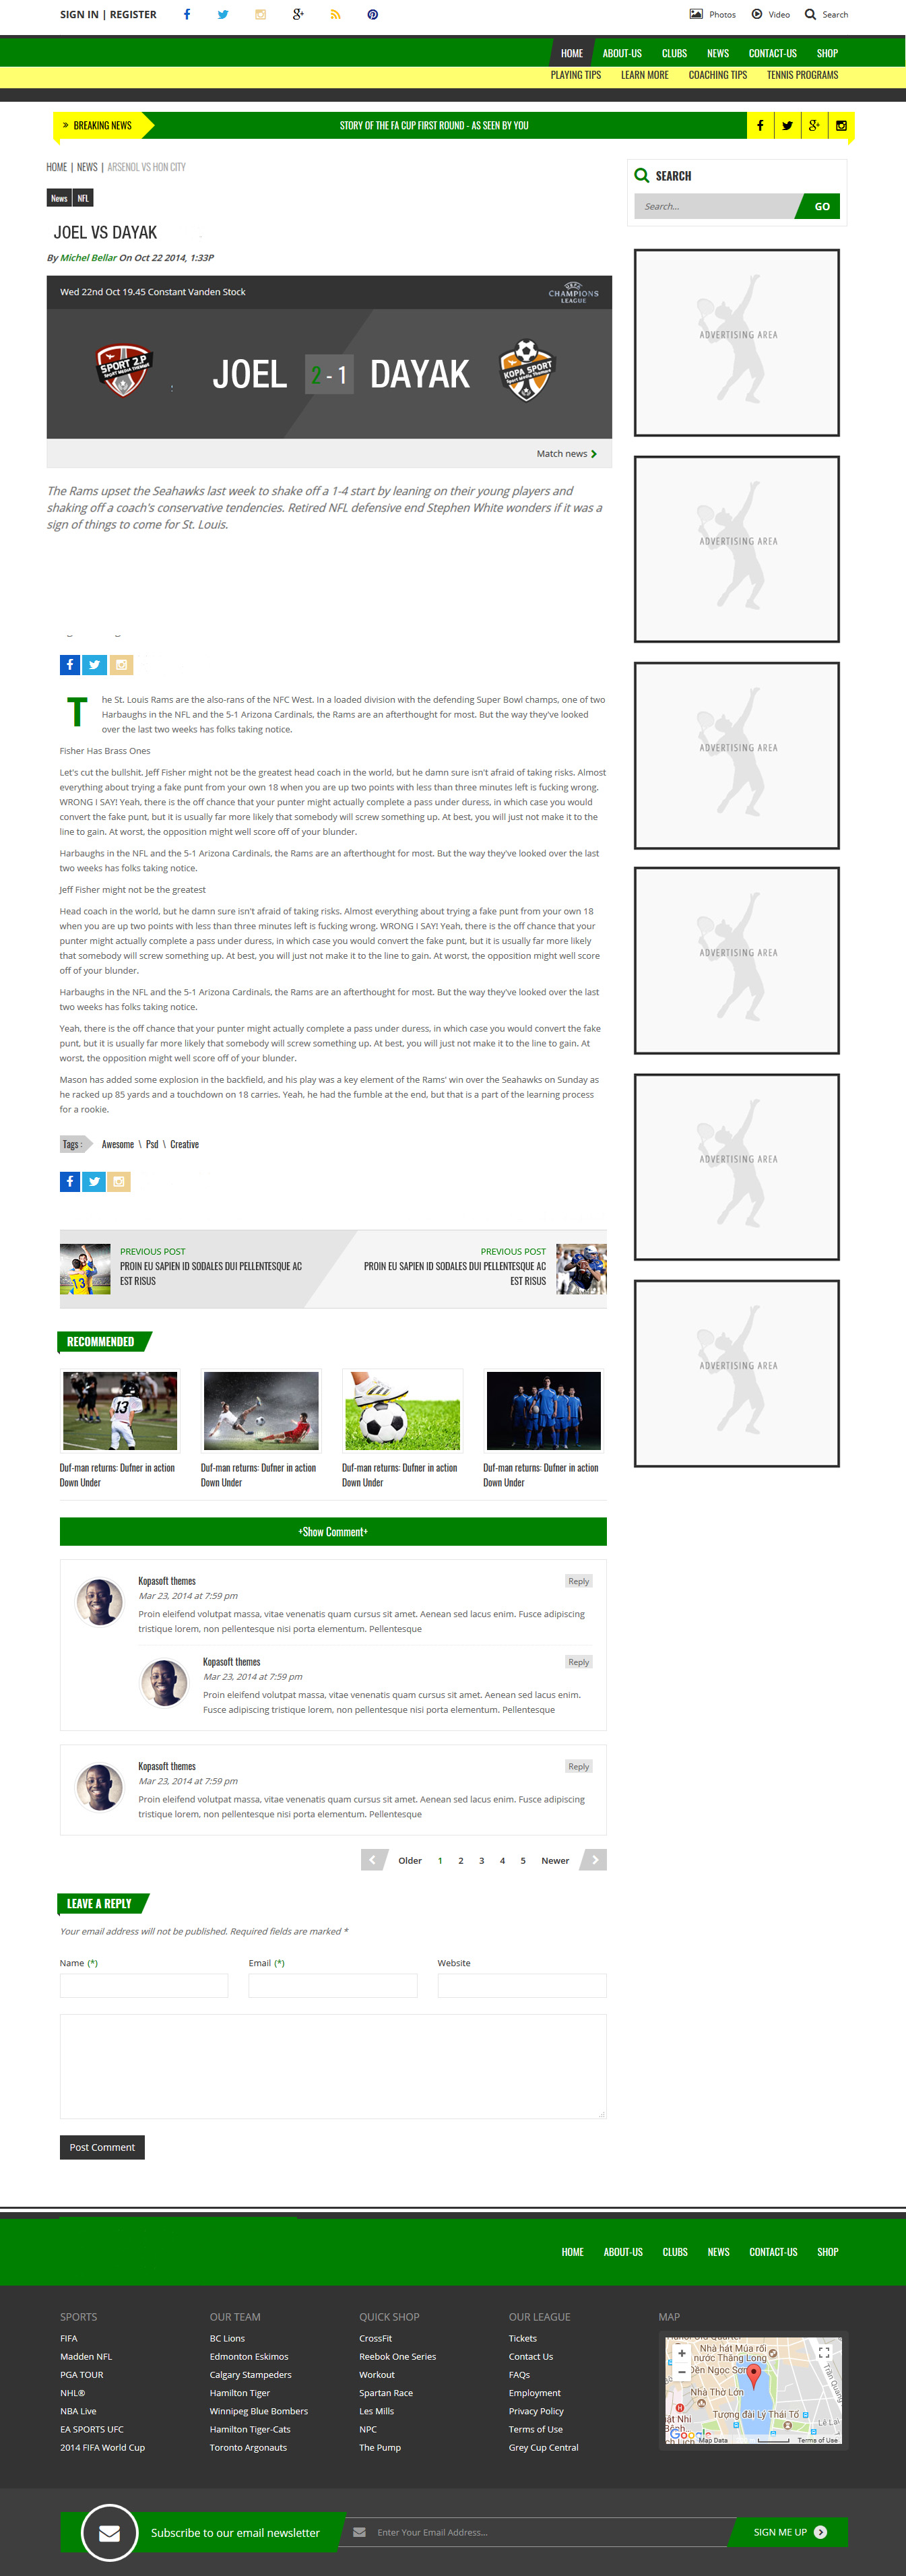 SIGN IN | REGISTER
Photos Video Search
HOME ABOUT-US CLUBS NEWS CONTACT-US SHOP
PLAYING TIPS LEARN MORE COACHING TIPS TENNIS PROGRAMS
BREAKING NEWS
STORY OF THE FA CUP FIRST ROUND - AS SEEN BY YOU
HOME | NEWS | ARSENOL VS HON CITY
News NFL
JOEL VS DAYAK
By Michel Bellar On Oct 22 2014, 1:33P
Wed 22nd Oct 19.45 Constant Vanden Stock
UEFA
CHAMPIONS
LEAGUE
SPORT 2.P
Sport Media Themes
JOEL 2 - 1 DAYAK
KOPA SPORT
Sport Media Themes
Match news
The Rams upset the Seahawks last week to shake off a 1-4 start by leaning on their young players and
shaking off a coach's conservative tendencies. Retired NFL defensive end Stephen White wonders if it was a
sign of things to come for St. Louis.
The St. Louis Rams are the also-rans of the NFC West. In a loaded division with the defending Super Bowl champs, one of two
Harbaughs in the NFL and the 5-1 Arizona Cardinals, the Rams are an afterthought for most. But the way they've looked
over the last two weeks has folks taking notice.
Fisher Has Brass Ones
Let's cut the bullshit. Jeff Fisher might not be the greatest head coach in the world, but he damn sure isn't afraid of taking risks. Almost
everything about trying a fake punt from your own 18 when you are up two points with less than three minutes left is fucking wrong.
WRONG I SAY! Yeah, there is the off chance that your punter might actually complete a pass under duress, in which case you would
convert the fake punt, but it is usually far more likely that somebody will screw something up. At best, you will just not make it to the
line to gain. At worst, the opposition might well score off of your blunder.
Harbaughs in the NFL and the 5-1 Arizona Cardinals, the Rams are an afterthought for most. But the way they've looked over the last
two weeks has folks taking notice.
Jeff Fisher might not be the greatest
Head coach in the world, but he damn sure isn't afraid of taking risks. Almost everything about trying a fake punt from your own 18
when you are up two points with less than three minutes left is fucking wrong. WRONG I SAY! Yeah, there is the off chance that your
punter might actually complete a pass under duress, in which case you would convert the fake punt, but it is usually far more likely
that somebody will screw something up. At best, you will just not make it to the line to gain. At worst, the opposition might well score
off of your blunder.
Harbaughs in the NFL and the 5-1 Arizona Cardinals, the Rams are an afterthought for most. But the way they've looked over the last
two weeks has folks taking notice.
Yeah, there is the off chance that your punter might actually complete a pass under duress, in which case you would convert the fake
punt, but it is usually far more likely that somebody will screw something up. At best, you will just not make it to the line to gain. At
worst, the opposition might well score off of your blunder.
Mason has added some explosion in the backfield, and his play was a key element of the Rams' win over the Seahawks on Sunday as
he racked up 85 yards and a touchdown on 18 carries. Yeah, he had the fumble at the end, but that is a part of the learning process
for a rookie.
Tags : Awesome \ Psd \ Creative
PREVIOUS POST
PROIN EU SAPIEN ID SODALES DUI PELLENTESQUE AC
EST RISUS
PREVIOUS POST
PROIN EU SAPIEN ID SODALES DUI PELLENTESQUE AC
EST RISUS
RECOMMENDED
Duf-man returns: Dufner in action
Down Under
Duf-man returns: Dufner in action
Down Under
Duf-man returns: Dufner in action
Down Under
Duf-man returns: Dufner in action
Down Under
+Show Comment+
Kopasoft themes
Reply
Mar 23, 2014 at 7:59 pm
Proin eleifend volutpat massa, vitae venenatis quam cursus sit amet. Aenean sed lacus enim. Fusce adipiscing
tristique lorem, non pellentesque nisi porta elementum. Pellentesque
Kopasoft themes
Reply
Mar 23, 2014 at 7:59 pm
Proin eleifend volutpat massa, vitae venenatis quam cursus sit amet. Aenean sed lacus enim.
Fusce adipiscing tristique lorem, non pellentesque nisi porta elementum. Pellentesque
Kopasoft themes
Reply
Mar 23, 2014 at 7:59 pm
Proin eleifend volutpat massa, vitae venenatis quam cursus sit amet. Aenean sed lacus enim. Fusce adipiscing
tristique lorem, non pellentesque nisi porta elementum. Pellentesque
Older 1 2 3 4 5 Newer
LEAVE A REPLY
Your email address will not be published. Required fields are marked *
Name (*) Email (*) Website
Post Comment
SEARCH
Search...
GO
ADVERTISING AREA
ADVERTISING AREA
ADVERTISING AREA
ADVERTISING AREA
ADVERTISING AREA
ADVERTISING AREA
HOME ABOUT-US CLUBS NEWS CONTACT-US SHOP
SPORTS
FIFA
Madden NFL
PGA TOUR
NHL®
NBA Live
EA SPORTS UFC
2014 FIFA World Cup
OUR TEAM
BC Lions
Edmonton Eskimos
Calgary Stampeders
Hamilton Tiger
Winnipeg Blue Bombers
Hamilton Tiger-Cats
Toronto Argonauts
QUICK SHOP
CrossFit
Reebok One Series
Workout
Spartan Race
Les Mills
NPC
The Pump
OUR LEAGUE
Tickets
Contact Us
FAQs
Employment
Privacy Policy
Terms of Use
Grey Cup Central
MAP
Nhà hát Múa rối
nước Thăng Long
Đền Ngọc Sơn
Nhà Thờ Lớn
Tượng đài Lý Thái Tổ
Trần Quang
Google
Map Data
Terms of Use
Subscribe to our email newsletter
Enter Your Email Address...
SIGN ME UP